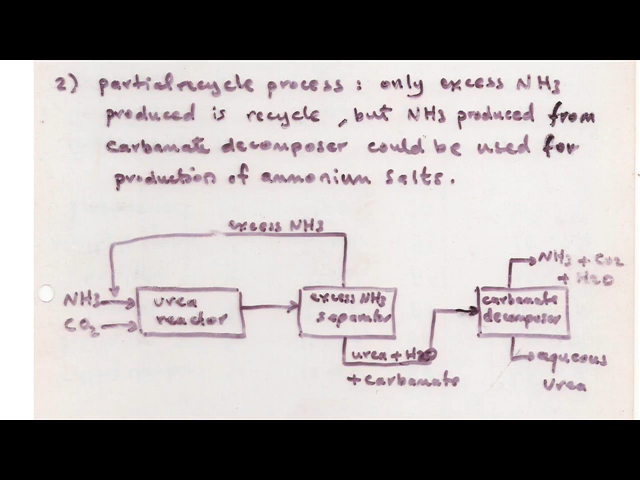 2) partial recycle process : only excess NH3
produced is recycle , but NH3 produced from
carbamate decomposer could be used for
production of ammonium salts.
excess NH3
NH3 + CO2
+ H2O
NH3
CO2
urea
reactor
excess NH3
separator
carbamate
decomposer
urea + H2O
+ carbamate
aqueous
urea